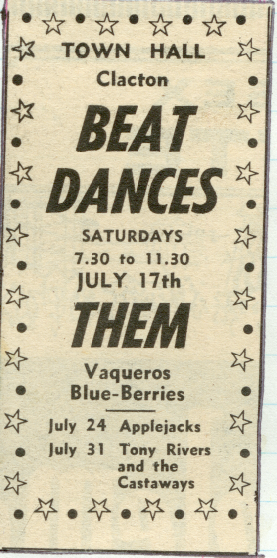 TOWN HALL
Clacton
BEAT
DANCES
SATURDAYS
7.30 to 11.30
JULY 17th
THEM
Vaqueros
Blue-Berries
July 24 Applejacks
July 31 Tony Rivers
and the
Castaways